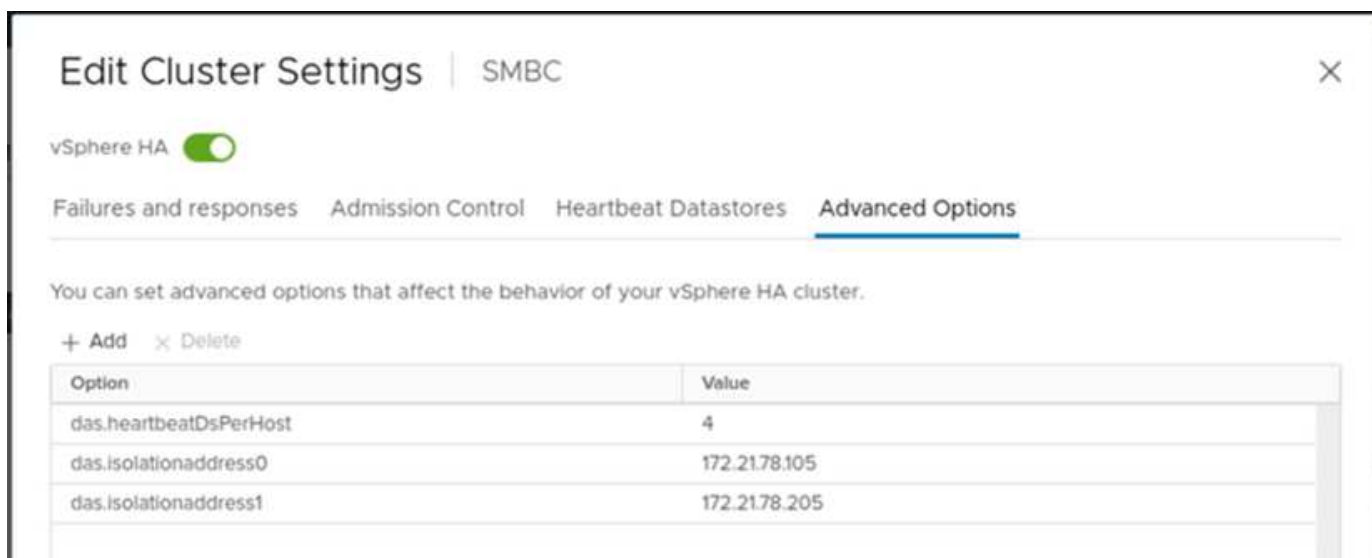 Edit Cluster Settings SMBC
vSphere HA
Failures and responses Admission Control Heartbeat Datastores Advanced Options
You can set advanced options that affect the behavior of your vSphere HA cluster.
+ Add × Delete
Option Value
das.heartbeatDsPerHost 4
das.isolationaddress0 172.21.78.105
das.isolationaddress1 172.21.78.205